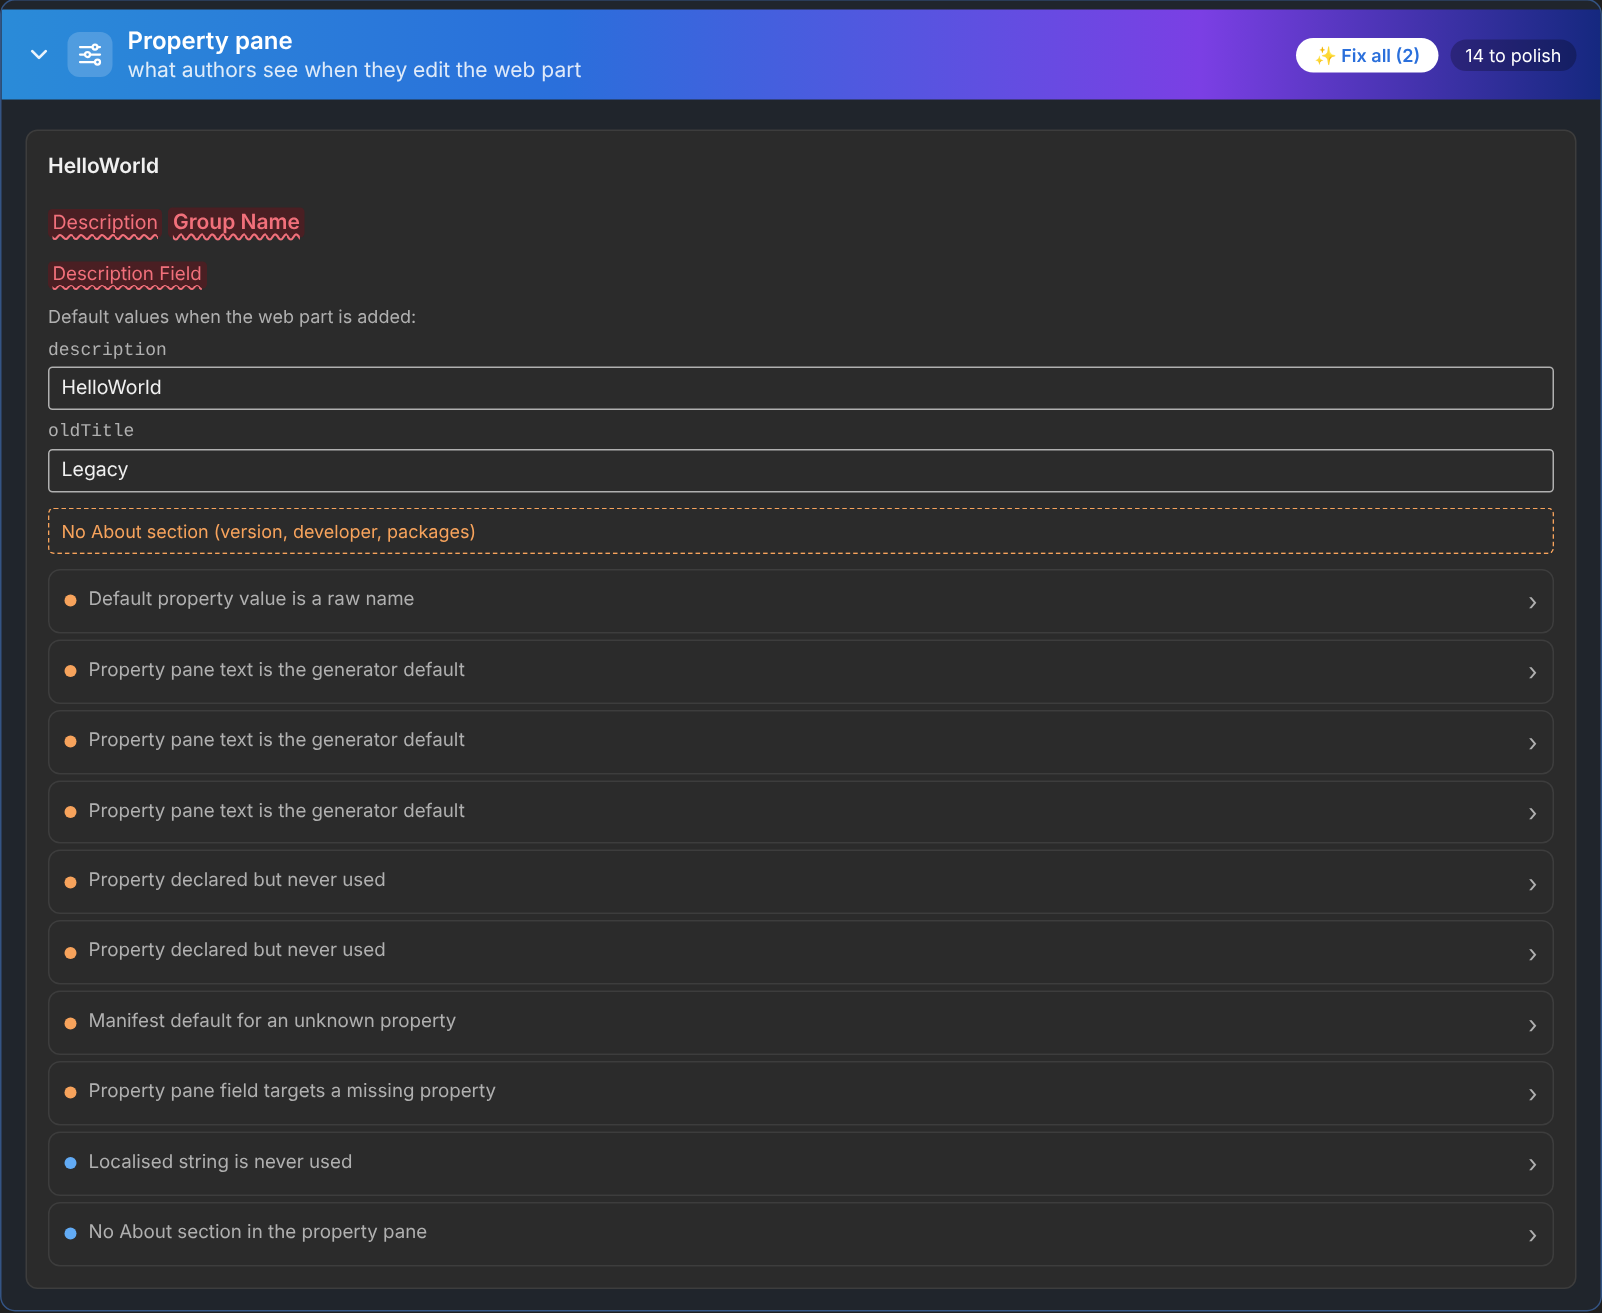 Property pane
what authors see when they edit the web part
✨ Fix all (2)
14 to polish
HelloWorld
Description Group Name
Description Field
Default values when the web part is added:
description
HelloWorld
oldTitle
Legacy
No About section (version, developer, packages)
Default property value is a raw name
Property pane text is the generator default
Property pane text is the generator default
Property pane text is the generator default
Property declared but never used
Property declared but never used
Manifest default for an unknown property
Property pane field targets a missing property
Localised string is never used
No About section in the property pane